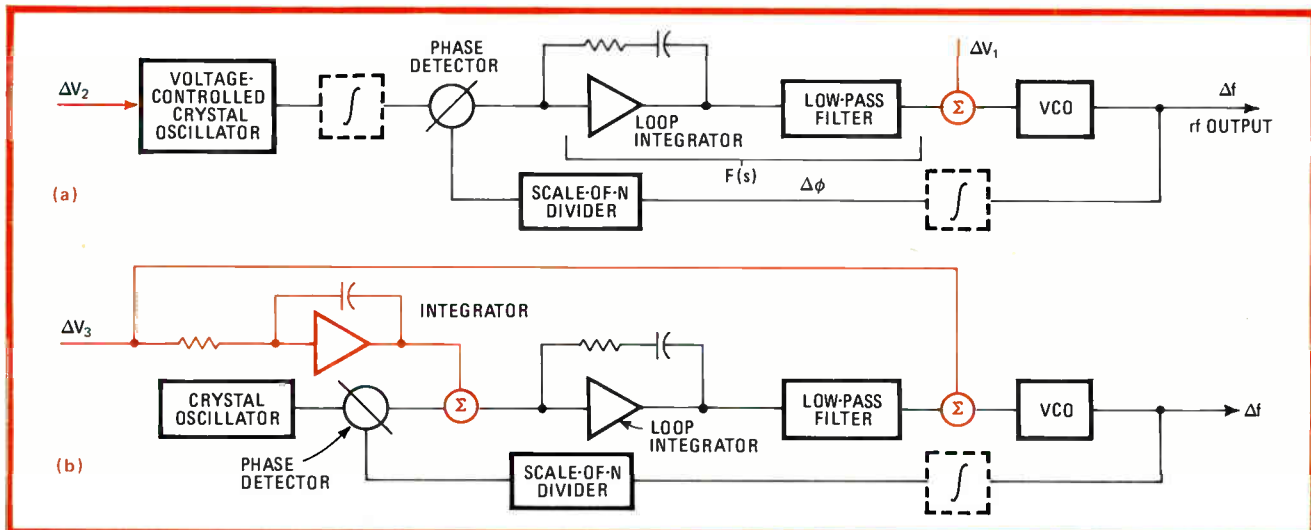 ΔV₂
VOLTAGE-
CONTROLLED
CRYSTAL
OSCILLATOR
∫
PHASE
DETECTOR
LOOP
INTEGRATOR
LOW-PASS
FILTER
F(s)
ΔV₁
Σ
VCO
Δf
rf OUTPUT
(a)
SCALE-OF-N
DIVIDER
Δϕ
∫
ΔV₃
INTEGRATOR
CRYSTAL
OSCILLATOR
Σ
LOOP
INTEGRATOR
LOW-PASS
FILTER
Σ
VCO
Δf
(b)
PHASE
DETECTOR
SCALE-OF-N
DIVIDER
∫